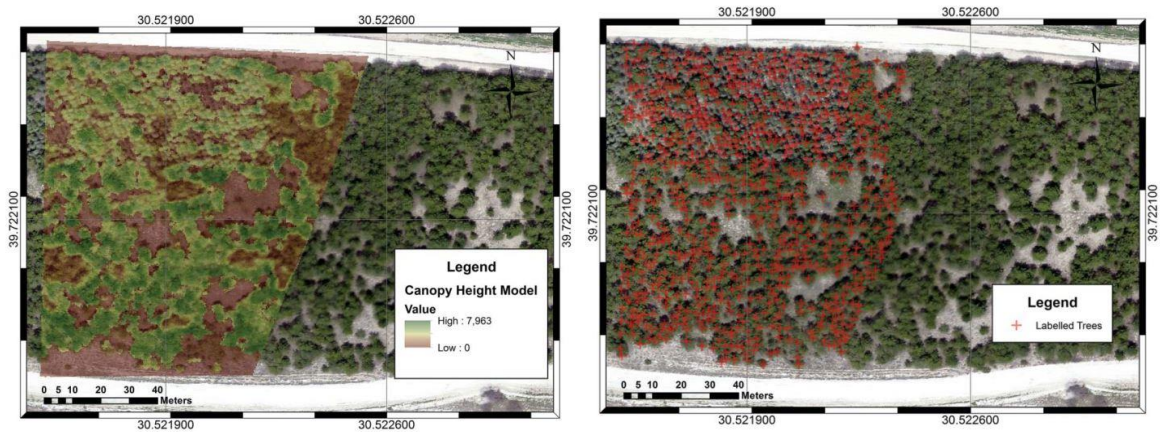 30.521900
30.522600
N
39.722100
Legend
Canopy Height Model
Value
High : 7,963
Low : 0
0 5 10 20 30 40
Meters
30.521900
30.522600
30.521900
30.522600
N
39.722100
39.722100
Legend
Labelled Trees
0 5 10 20 30 40
Meters
30.521900
30.522600